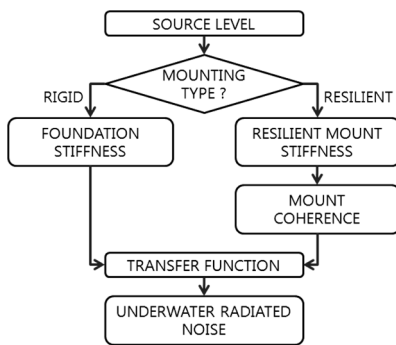 SOURCE LEVEL
MOUNTING
TYPE ?
RIGID
RESILIENT
FOUNDATION
STIFFNESS
RESILIENT MOUNT
STIFFNESS
MOUNT
COHERENCE
TRANSFER FUNCTION
UNDERWATER RADIATED
NOISE